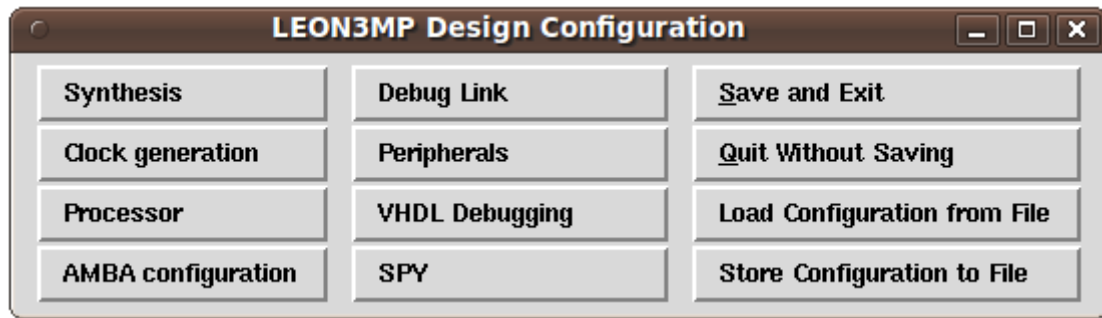 LEON3MP Design Configuration
Synthesis
Debug Link
Save and Exit
Clock generation
Peripherals
Quit Without Saving
Processor
VHDL Debugging
Load Configuration from File
AMBA configuration
SPY
Store Configuration to File